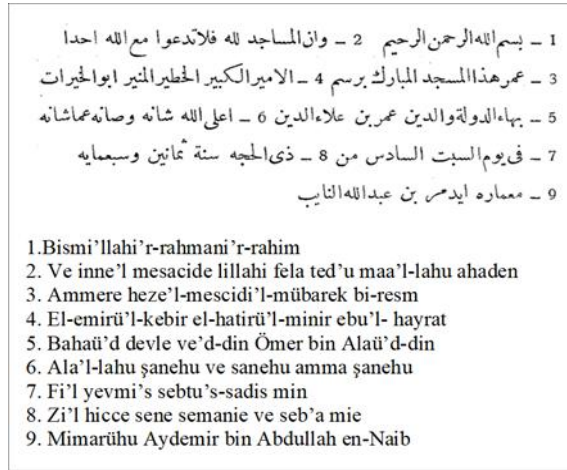 1 ـ بسم الله الرحمن الرحيم 2 ـ وان المساجد لله فلا تدعوا مع الله احدا
3 ـ عمر هذا المسجد المبارك برسم 4 ـ الامير الكبير الخطير المنير ابوالخيرات
5 ـ بهاء الدولة والدين عمر بن علاء الدين 6 ـ اعلى الله شانه وصانه عما شانه
7 ـ فى يوم السبت السادس من 8 ـ ذى الحجه سنة ثمانين وسبعمايه
9 ـ معماره ايدمر بن عبدالله النايب
1.Bismi’llahi’r-rahmani’r-rahim
2. Ve inne’l mesacide lillahi fela ted’u maa’l-lahu ahaden
3. Ammere heze’l-mescidi’l-mübarek bi-resm
4. El-emirü’l-kebir el-hatirü’l-minir ebu’l- hayrat
5. Bahaü’d devle ve’d-din Ömer bin Alaü’d-din
6. Ala’l-lahu şanehu ve sanehu amma şanehu
7. Fi’l yevmi’s sebtu’s-sadis min
8. Zi’l hicce sene semanie ve seb’a mie
9. Mimarühu Aydemir bin Abdullah en-Naib